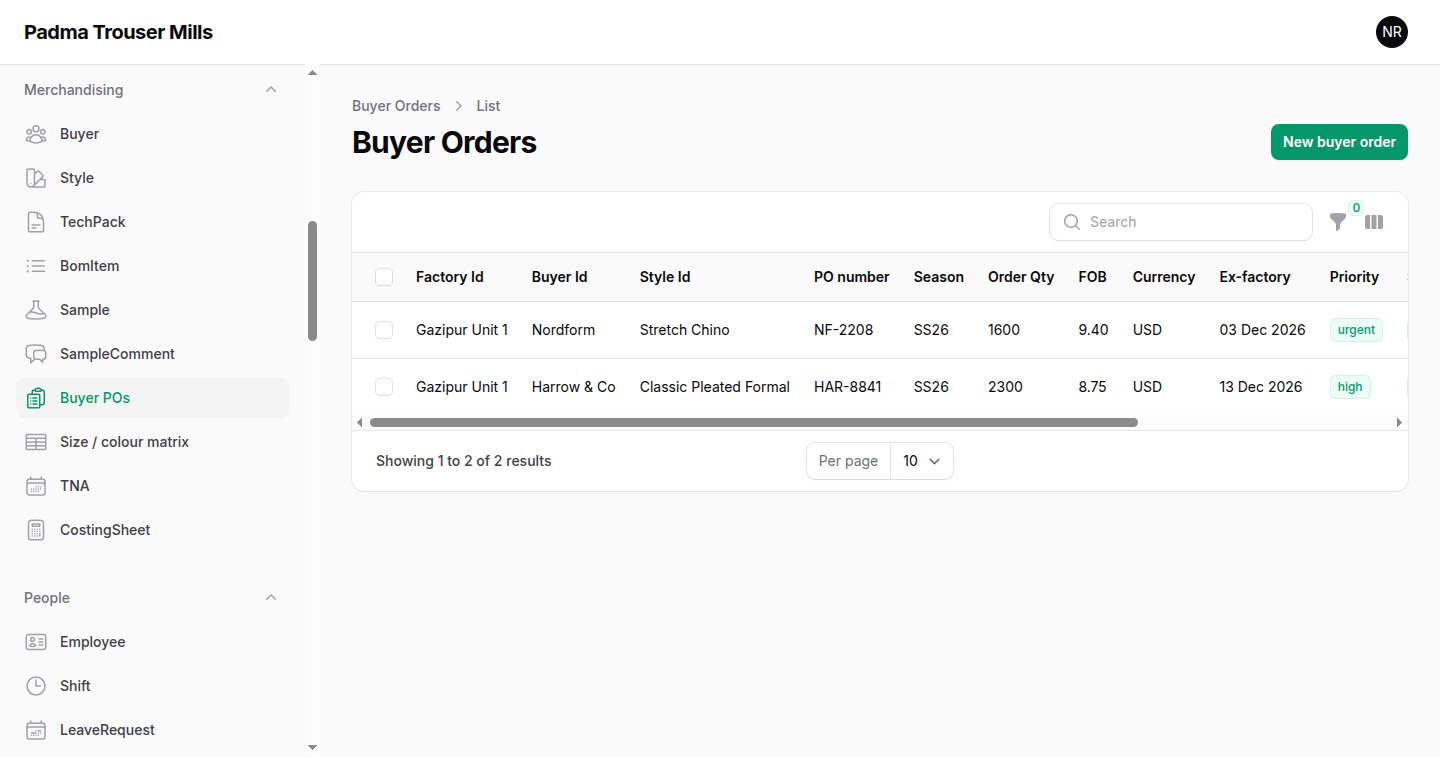 Padma Trouser Mills
NR
Merchandising
Buyer
Style
TechPack
BomItem
Sample
SampleComment
Buyer POs
Size / colour matrix
TNA
CostingSheet
People
Employee
Shift
LeaveRequest
Buyer Orders > List
Buyer Orders
New buyer order
Search
0
Factory Id Buyer Id Style Id PO number Season Order Qty FOB Currency Ex-factory Priority
Gazipur Unit 1 Nordform Stretch Chino NF-2208 SS26 1600 9.40 USD 03 Dec 2026 urgent
Gazipur Unit 1 Harrow & Co Classic Pleated Formal HAR-8841 SS26 2300 8.75 USD 13 Dec 2026 high
Showing 1 to 2 of 2 results
Per page 10